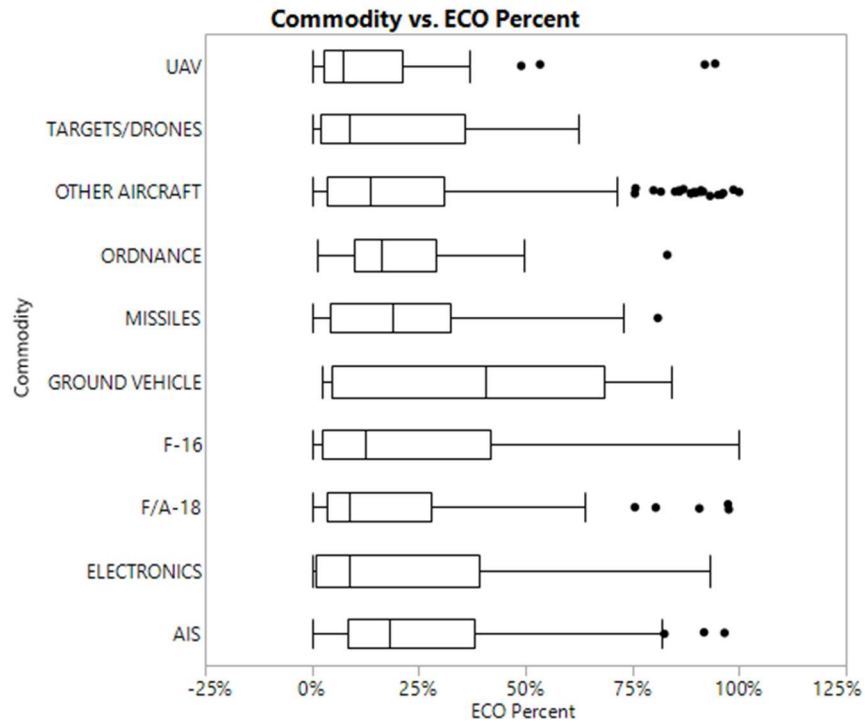 Commodity vs. ECO Percent
UAV
TARGETS/DRONES
OTHER AIRCRAFT
ORDNANCE
MISSILES
GROUND VEHICLE
F-16
F/A-18
ELECTRONICS
AIS
Commodity
-25% 0% 25% 50% 75% 100% 125%
ECO Percent